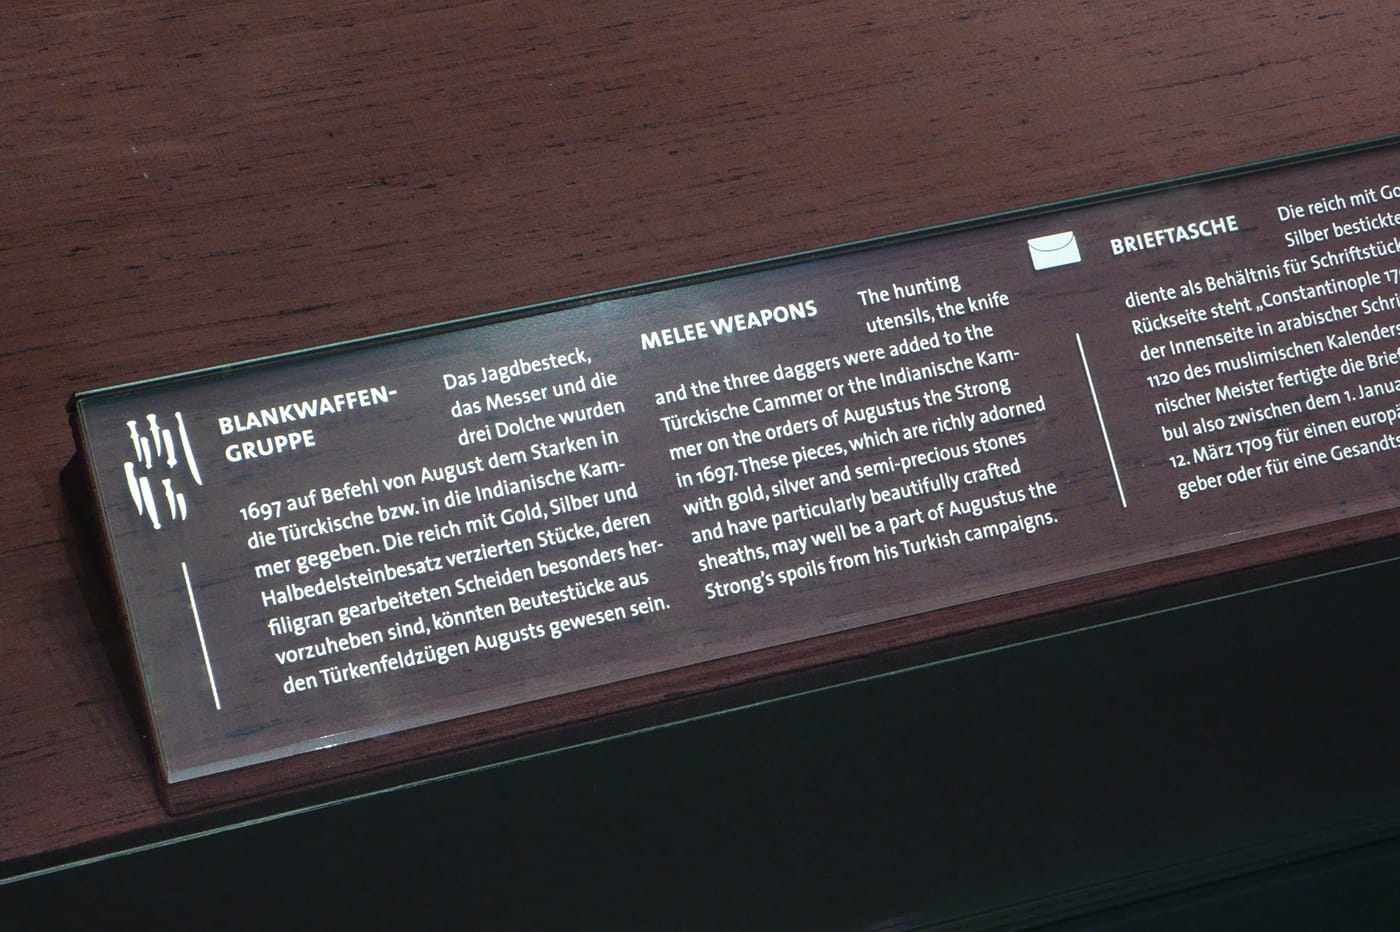 BLANKWAFFEN-
GRUPPE
Das Jagdbesteck,
das Messer und die
drei Dolche wurden
1697 auf Befehl von August dem Starken in
die Türckische bzw. in die Indianische Kam-
mer gegeben. Die reich mit Gold, Silber und
Halbedelsteinbesatz verzierten Stücke, deren
filigran gearbeiteten Scheiden besonders her-
vorzuheben sind, könnten Beutestücke aus
den Türkenfeldzügen Augusts gewesen sein.
MELEE WEAPONS
The hunting
utensils, the knife
and the three daggers were added to the
Türckische Cammer or the Indianische Kam-
mer on the orders of Augustus the Strong
in 1697. These pieces, which are richly adorned
with gold, silver and semi-precious stones
and have particularly beautifully crafted
sheaths, may well be a part of Augustus the
Strong's spoils from his Turkish campaigns.
BRIEFTASCHE
Die reich mit
Silber
diente als Behältnis für
Rückseite steht „Constantinople
der Innenseite in arabischer
1120 des muslimischen
nischer Meister fertigte die
bul also zwischen dem 1.
12. März 1709 für einen
geber oder für eine